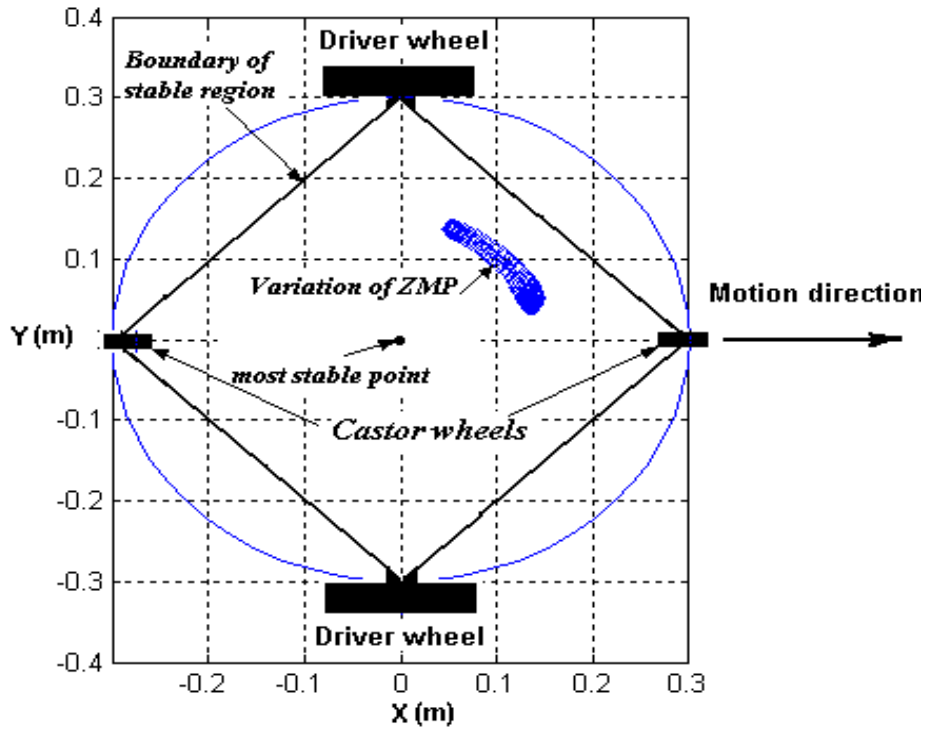 0.4
Driver wheel
Boundary of
stable region
0.3
0.2
0.1
Variation of ZMP
Motion direction
Y (m)
0
most stable point
-0.1
Castor wheels
-0.2
-0.3
Driver wheel
-0.4
-0.2
-0.1
0
0.1
0.2
0.3
X (m)